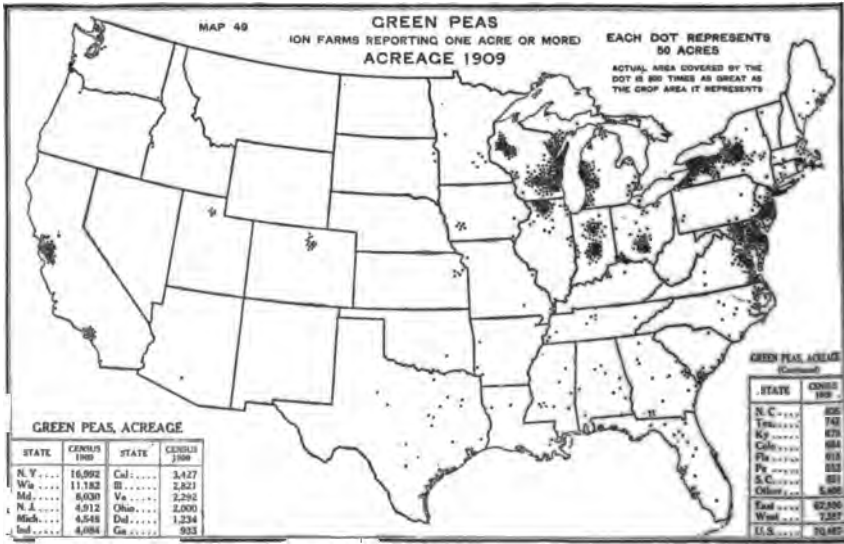 MAP 49
GREEN PEAS
(ON FARMS REPORTING ONE ACRE OR MORE)
ACREAGE 1909
EACH DOT REPRESENTS
50 ACRES
ACTUAL AREA COVERED BY THE
DOT IS 800 TIMES AS GREAT AS
THE CROP AREA IT REPRESENTS
GREEN PEAS, ACREAGE
STATE CENSUS 1909 STATE CENSUS 1909
N. Y.... 16,992 Cal..... 3,427
Wis.... 11,182 Ill..... 2,821
Md..... 8,030 Va..... 2,292
N. J.... 4,912 Ohio.... 2,000
Mich.... 4,548 Del..... 1,234
Ind..... 4,084 Ga..... 933
GREEN PEAS, ACREAGE
(Continued)
STATE CENSUS 1909
N. C....
Tex..... 742
Ky.....
Colo....
Fla.....
Pa.....
S. C....
Other...
East....
West....
U. S....